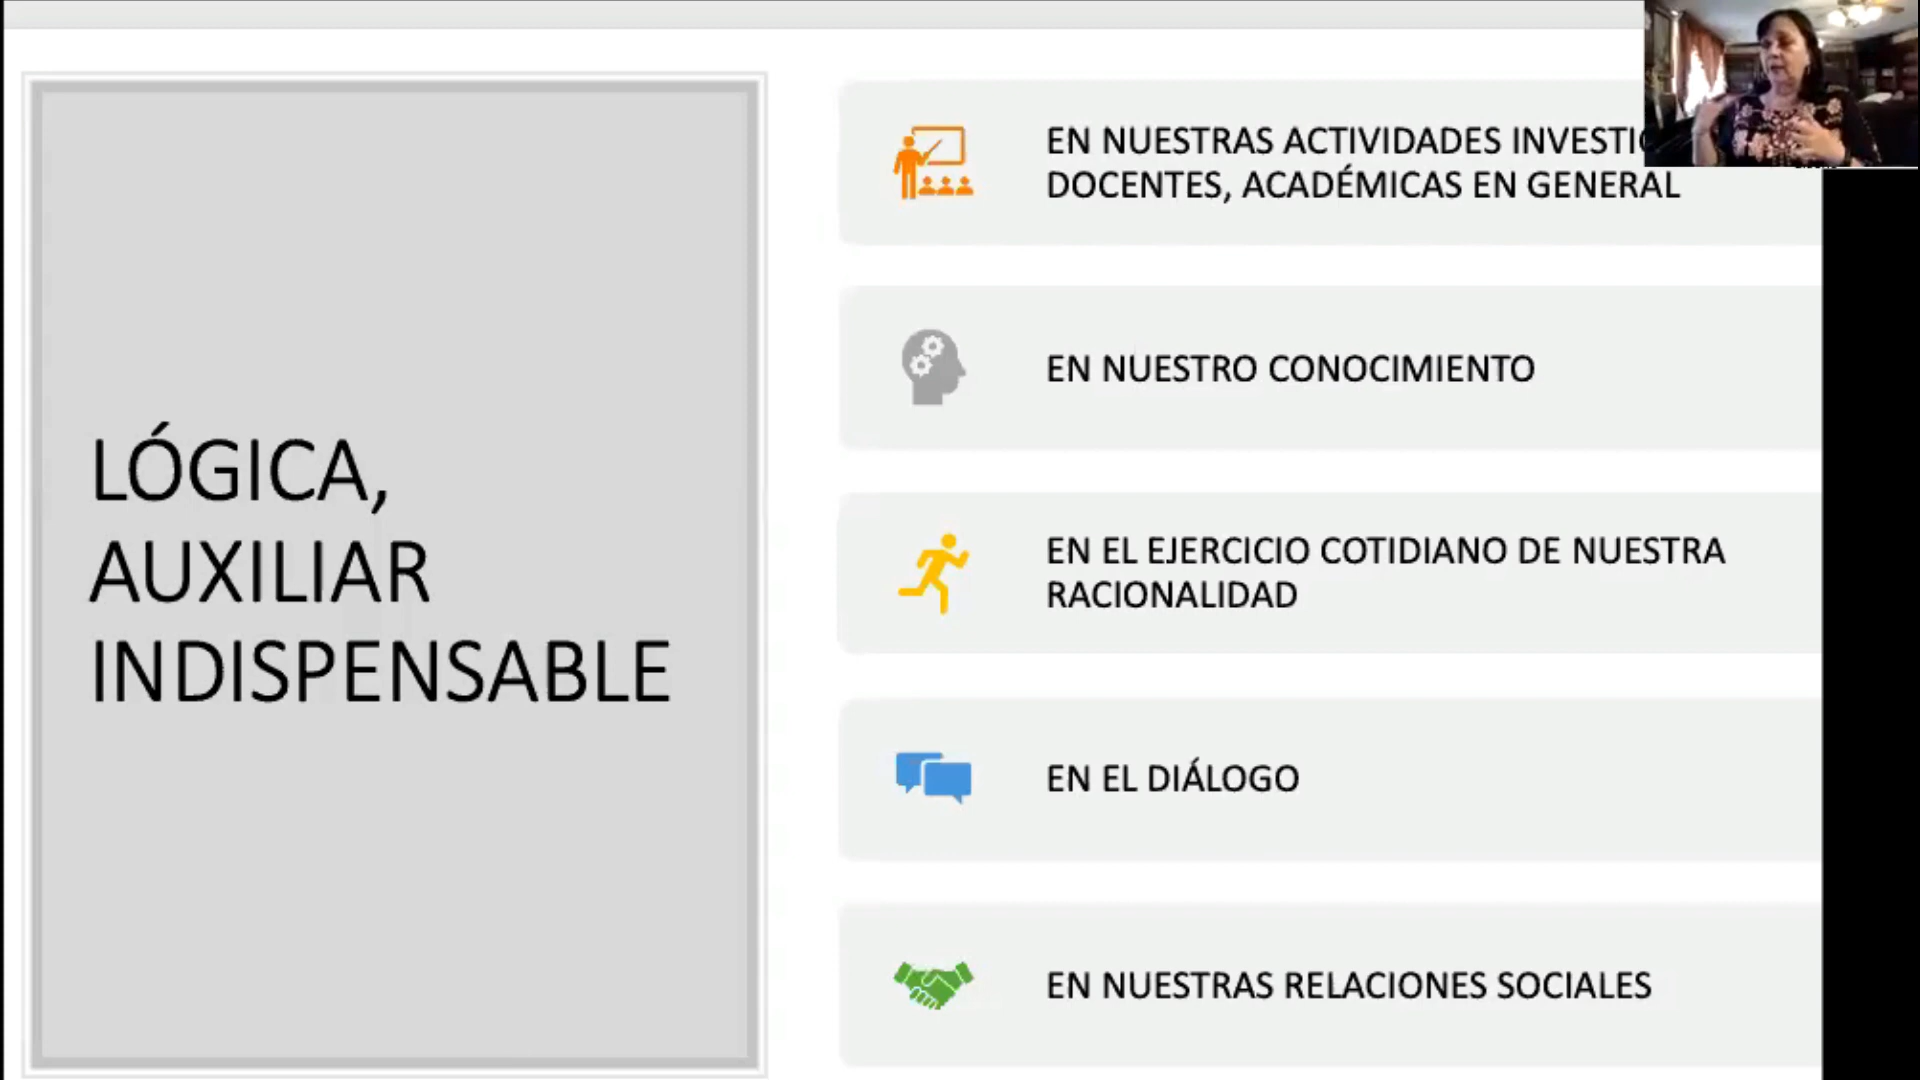 LÓGICA,
AUXILIAR
INDISPENSABLE
EN NUESTRAS ACTIVIDADES
DOCENTES, ACADÉMICAS EN GENERAL
EN NUESTRO CONOCIMIENTO
EN EL EJERCICIO COTIDIANO DE NUESTRA
RACIONALIDAD
EN EL DIÁLOGO
EN NUESTRAS RELACIONES SOCIALES